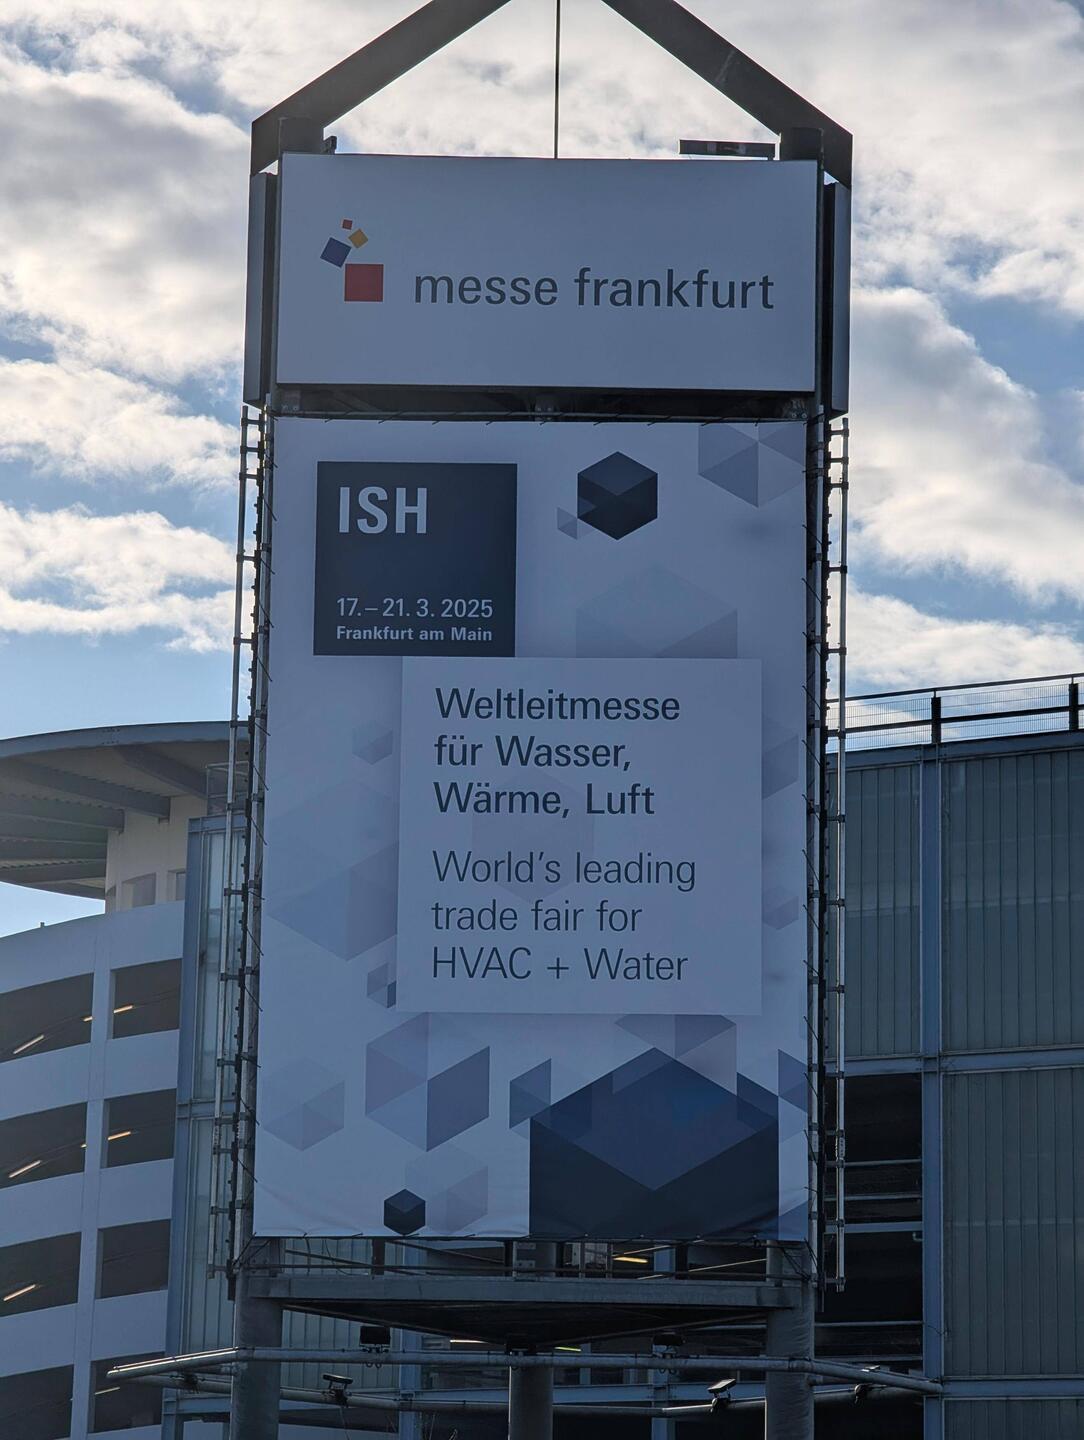 messe frankfurt
ISH
17. – 21. 3. 2025
Frankfurt am Main
Weltleitmesse
für Wasser,
Wärme, Luft
World’s leading
trade fair for
HVAC + Water